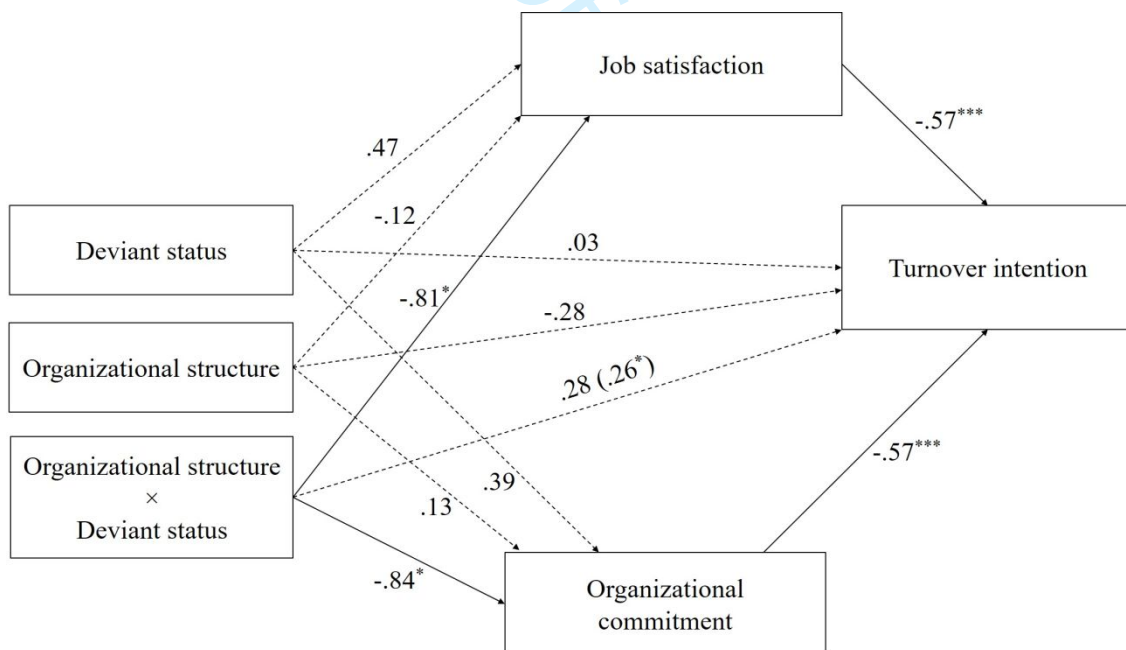 Job satisfaction
-.57***
.47
-.12
Deviant status
.03
Turnover intention
-.81*
-.28
Organizational structure
.28 (.26*)
-.57***
Organizational structure
×
Deviant status
.39
.13
-.84*
Organizational
commitment